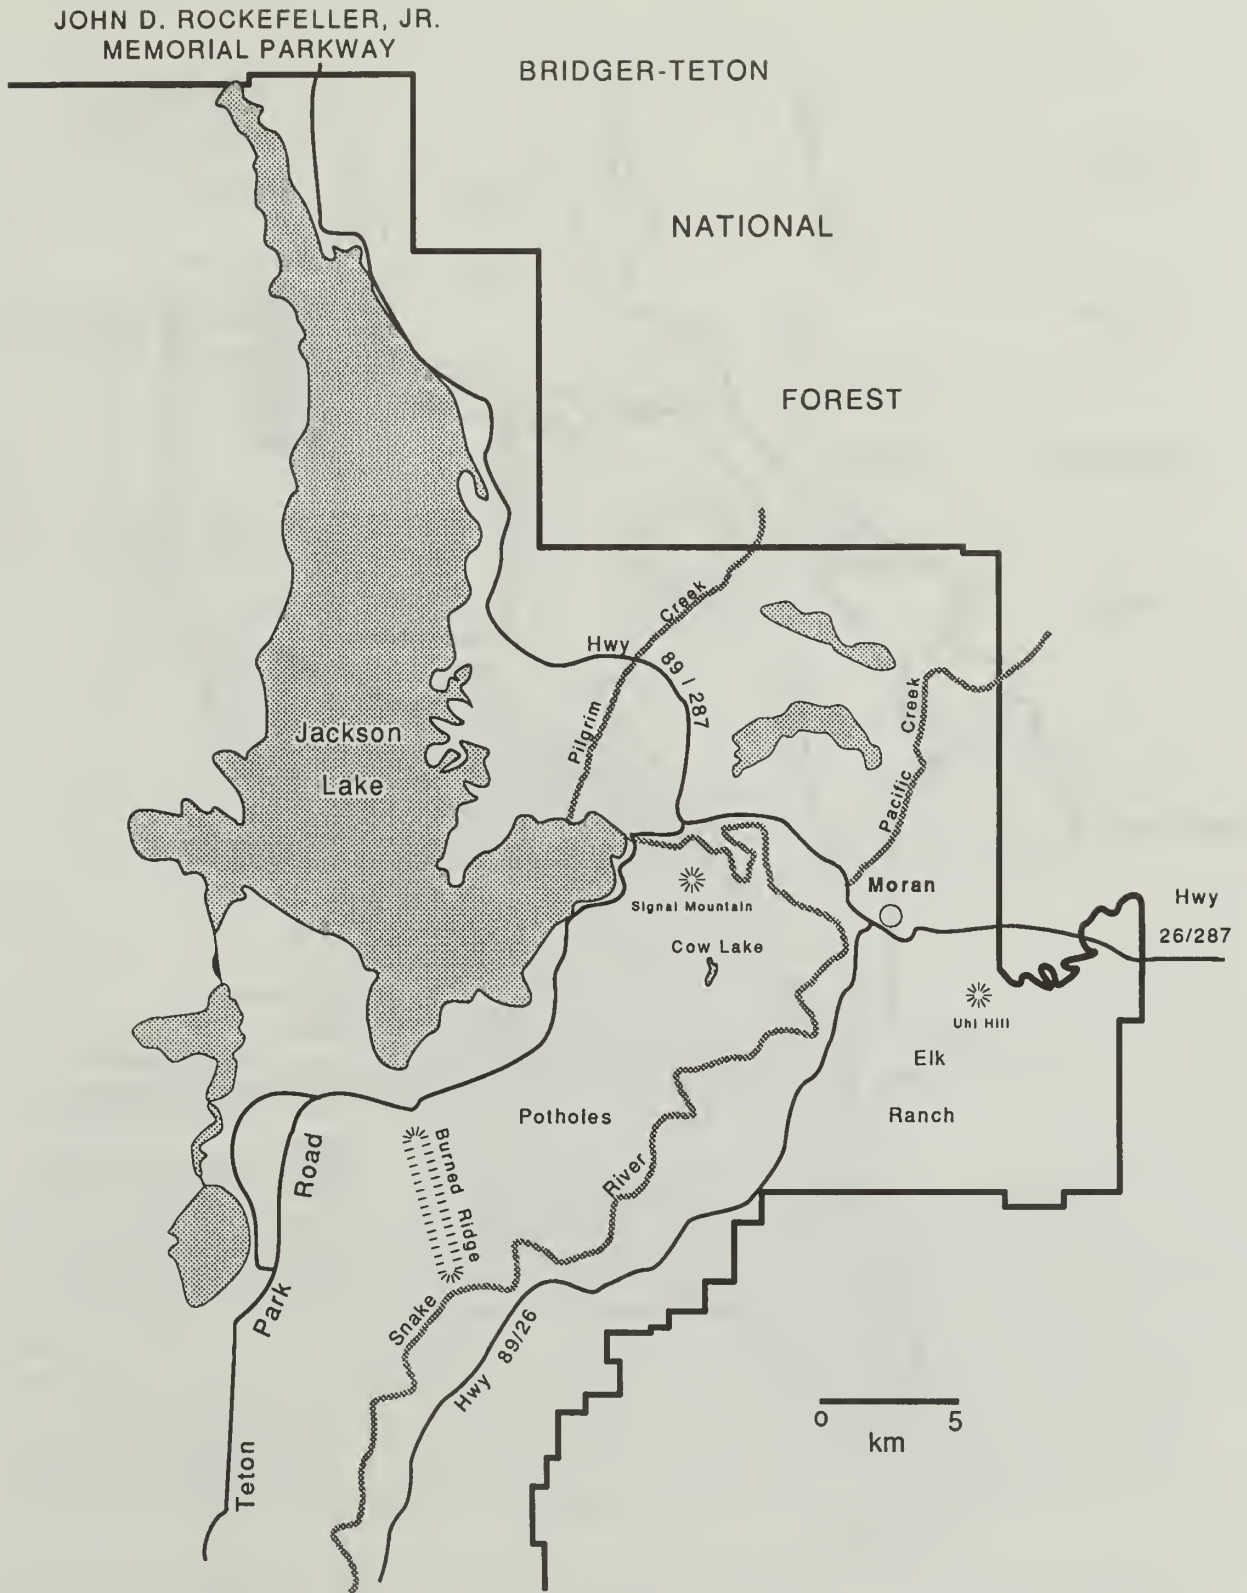 JOHN D. ROCKEFELLER, JR.
MEMORIAL PARKWAY
BRIDGER-TETON
NATIONAL
FOREST
Creek
Hwy
89 / 287
Pilgrim
Creek
Pacific
Jackson
Lake
Moran
Hwy
26/287
Signal Mountain
Cow Lake
Uhl Hill
Elk
Ranch
Potholes
Road
Burned Ridge
River
Park
Snake
Hwy 89/26
Teton
0 5
km